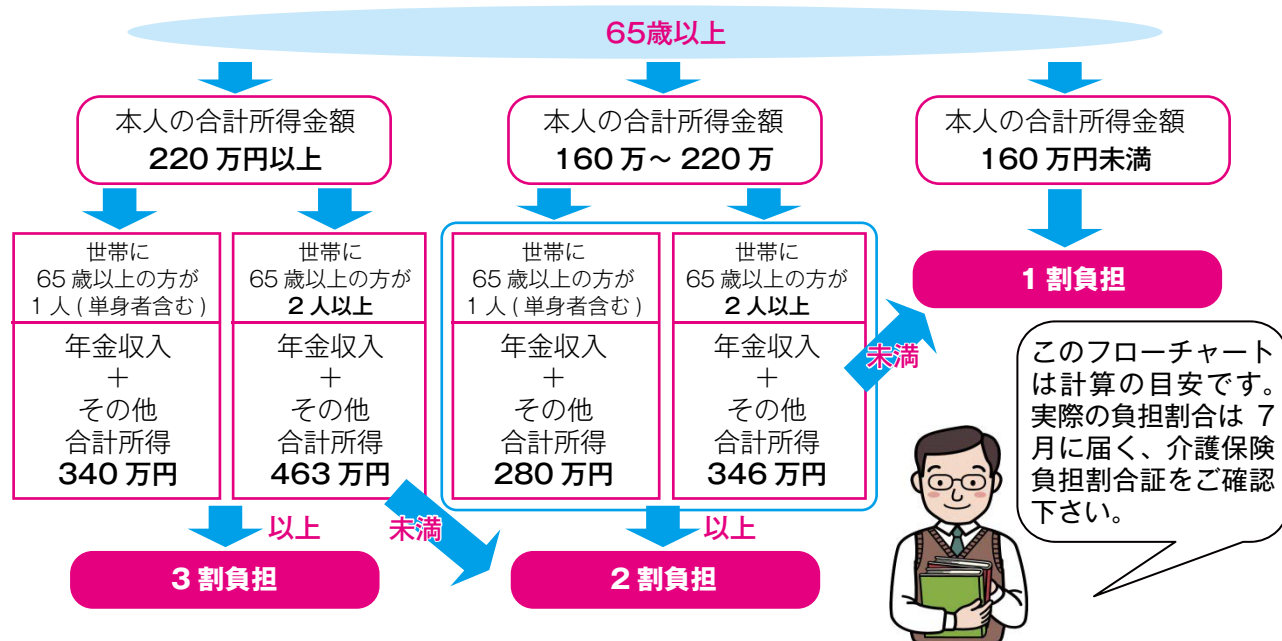 65歳以上
本人の合計所得金額
220 万円以上
本人の合計所得金額
160 万～ 220 万
本人の合計所得金額
160 万円未満
世帯に
65 歳以上の方が
1 人 ( 単身者含む )
年金収入
＋
その他
合計所得
340 万円
世帯に
65 歳以上の方が
2 人以上
年金収入
＋
その他
合計所得
463 万円
世帯に
65 歳以上の方が
1 人 ( 単身者含む )
年金収入
＋
その他
合計所得
280 万円
世帯に
65 歳以上の方が
2 人以上
年金収入
＋
その他
合計所得
346 万円
未満
1 割負担
以上
未満
以上
3 割負担
2 割負担
このフローチャート
は計算の目安です。
実際の負担割合は 7
月に届く、介護保険
負担割合証をご確認
下さい。